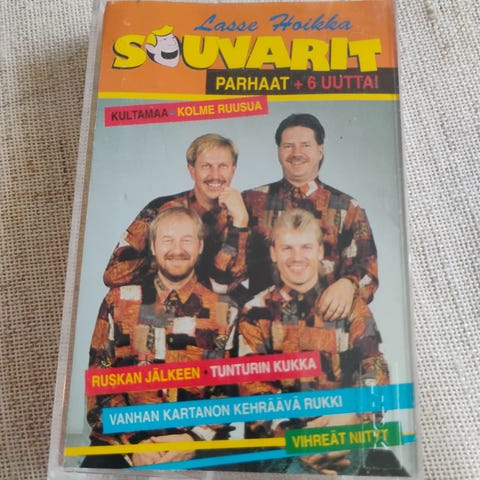 Lasse Hoikka
SOUVARIT
PARHAAT + 6 UUTTA!
KULTAMAA - KOLME RUUSUA
RUSKAN JÄLKEEN · TUNTURIN KUKKA
VANHAN KARTANON KEHRÄÄVÄ RUKKI
VIHREÄT NIITYT